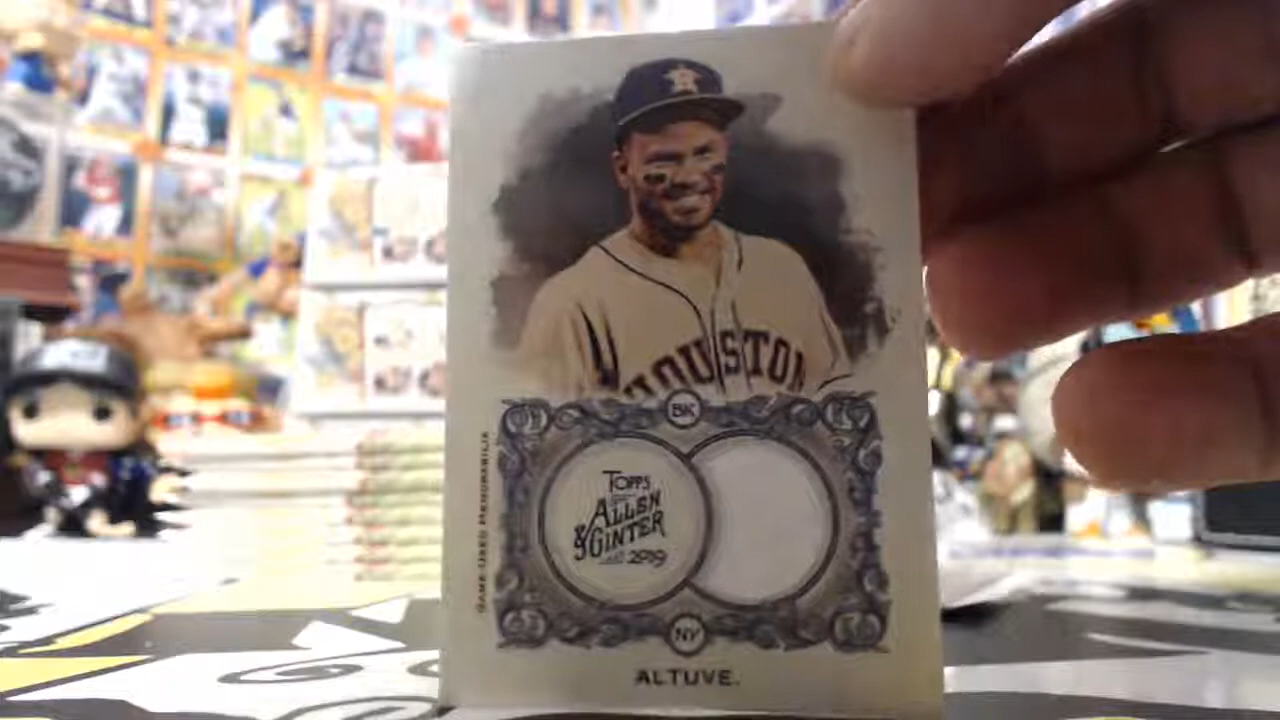 HOUSTON
BK
GAME-USED MEMORABILIA
TOPPS
ALLEN
& GINTER
2019
NY
ALTUVE.